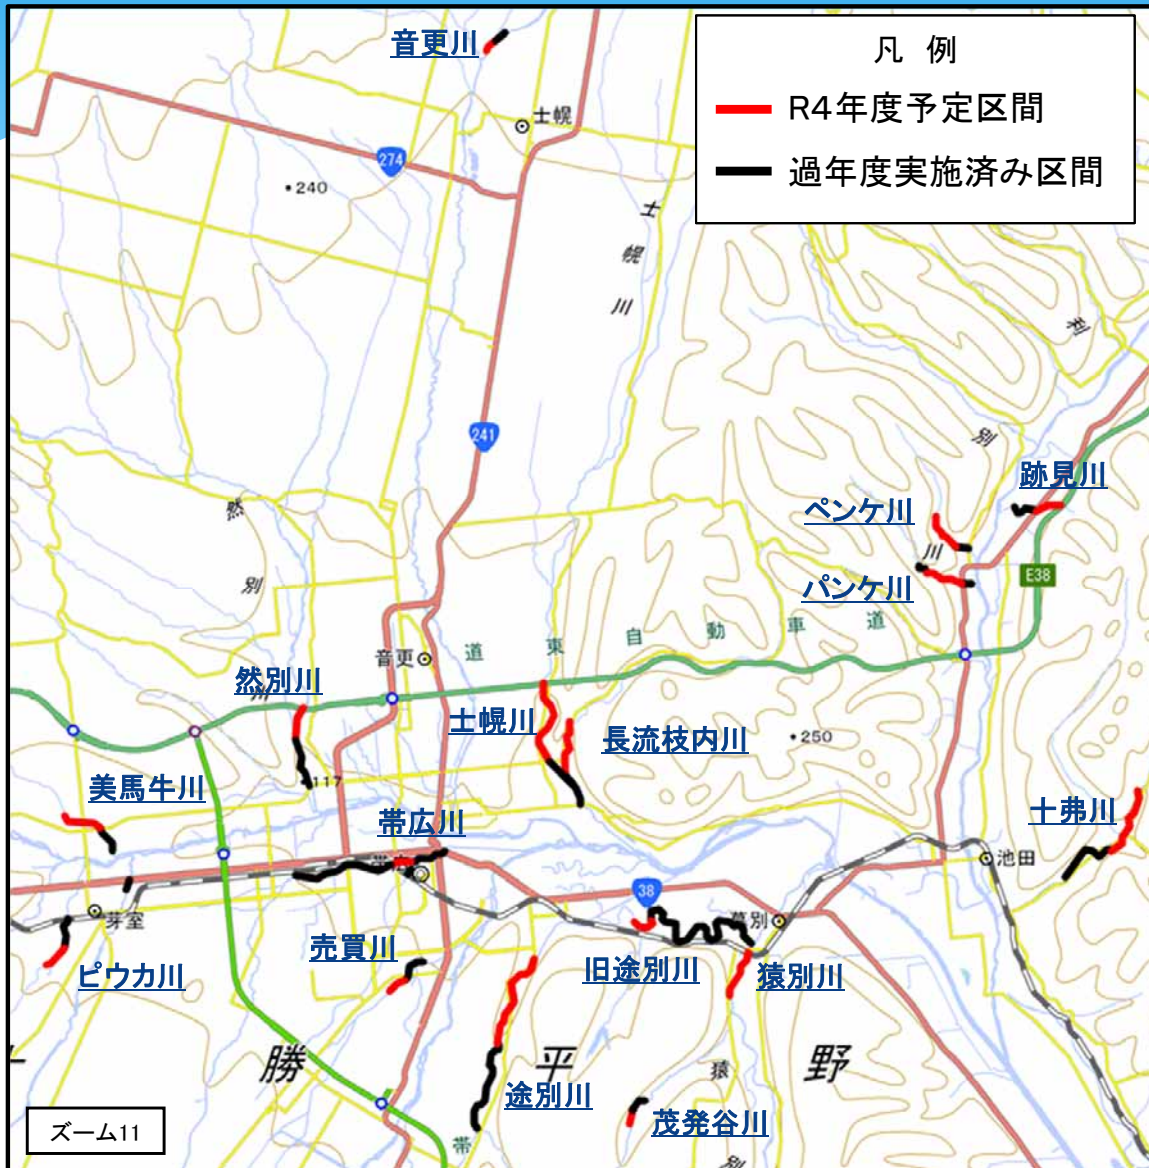 音更川
凡 例
R4年度予定区間
過年度実施済み区間
士幌
274
・240
士
幌
川
利
別
川
241
跡見川
ペンケ川
パンケ川
E38
然
別
川
音更
道 東 自 動 車 道
然別川
士幌川
長流枝内川
・250
117
美馬牛川
帯広川
十弗川
池田
38
幕別
芽室
ピウカ川
売買川
旧途別川
猿別川
十 勝 平 野
猿
別
途別川
茂発谷川
帯
ズーム11